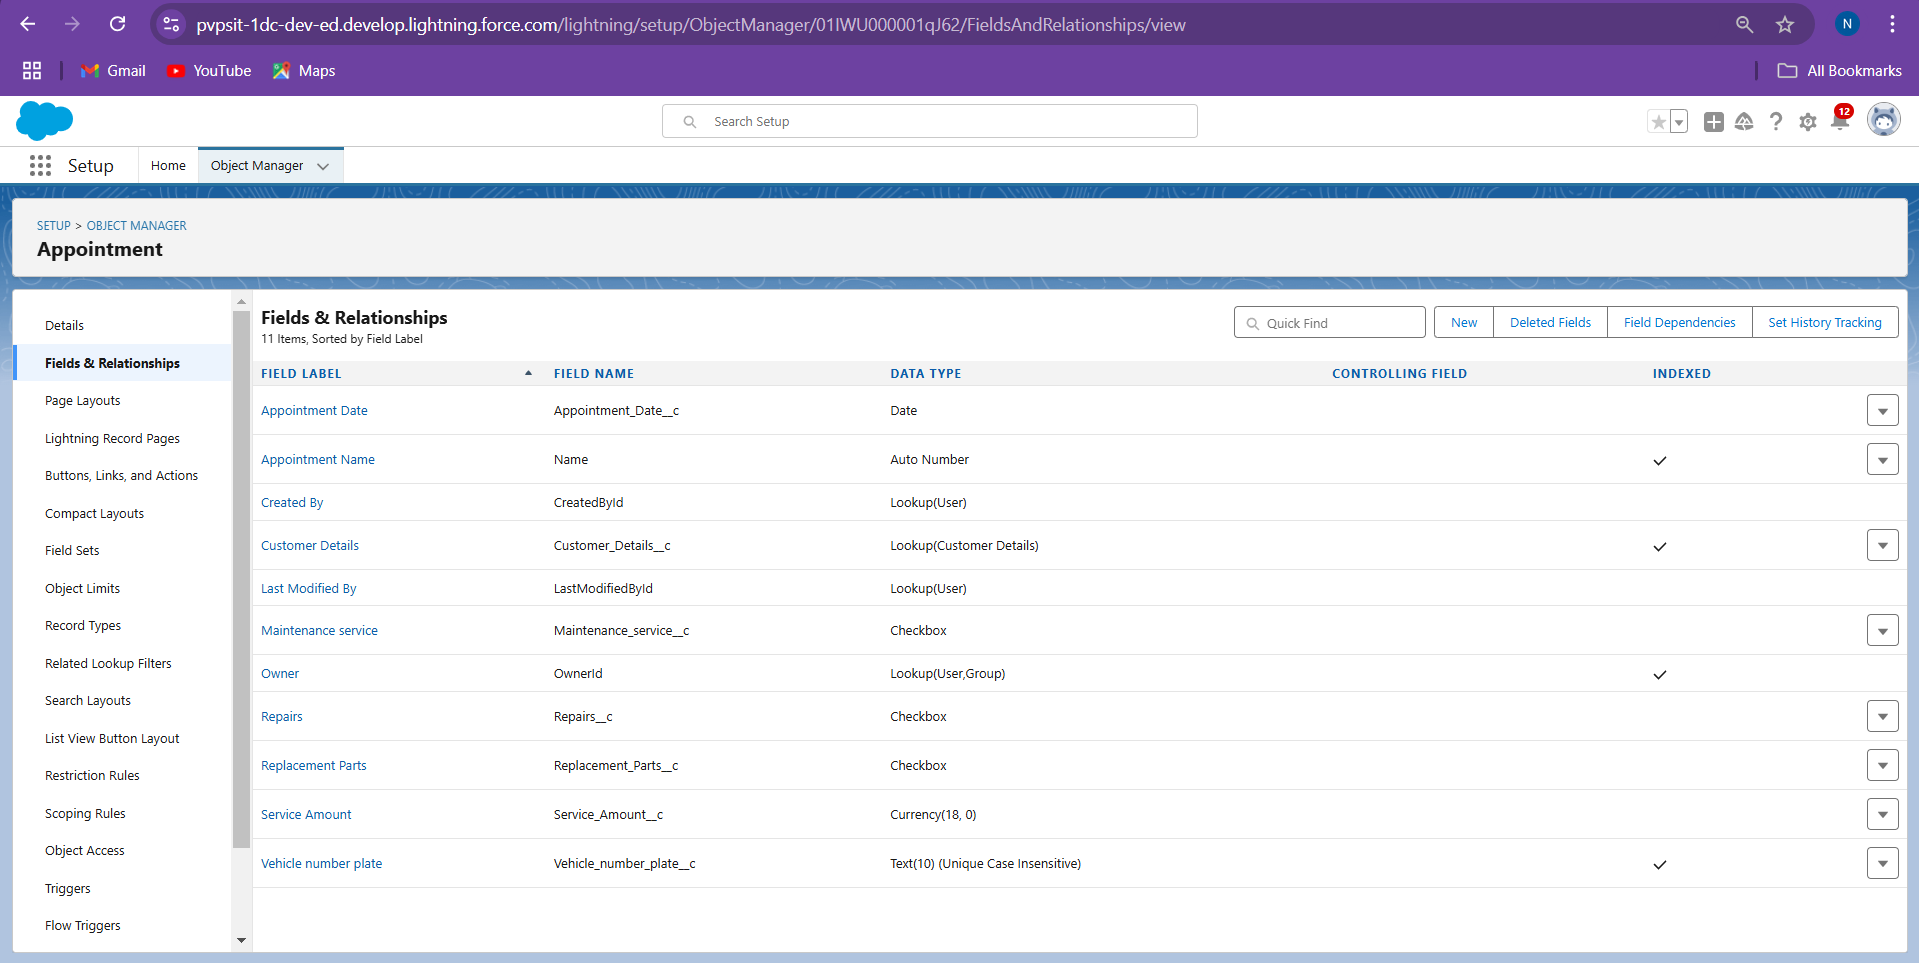 pvpsit-1dc-dev-ed.develop.lightning.force.com/lightning/setup/ObjectManager/01IWU000001qJ62/FieldsAndRelationships/view
N
Gmail YouTube Maps All Bookmarks
Search Setup
12
Setup Home Object Manager
SETUP > OBJECT MANAGER
Appointment
Details
Fields & Relationships
Page Layouts
Lightning Record Pages
Buttons, Links, and Actions
Compact Layouts
Field Sets
Object Limits
Record Types
Related Lookup Filters
Search Layouts
List View Button Layout
Restriction Rules
Scoping Rules
Object Access
Triggers
Flow Triggers
Fields & Relationships
11 Items, Sorted by Field Label
Quick Find New Deleted Fields Field Dependencies Set History Tracking
FIELD LABEL FIELD NAME DATA TYPE CONTROLLING FIELD INDEXED
Appointment Date Appointment_Date__c Date
Appointment Name Name Auto Number
Created By CreatedById Lookup(User)
Customer Details Customer_Details__c Lookup(Customer Details)
Last Modified By LastModifiedById Lookup(User)
Maintenance service Maintenance_service__c Checkbox
Owner OwnerId Lookup(User,Group)
Repairs Repairs__c Checkbox
Replacement Parts Replacement_Parts__c Checkbox
Service Amount Service_Amount__c Currency(18, 0)
Vehicle number plate Vehicle_number_plate__c Text(10) (Unique Case Insensitive)